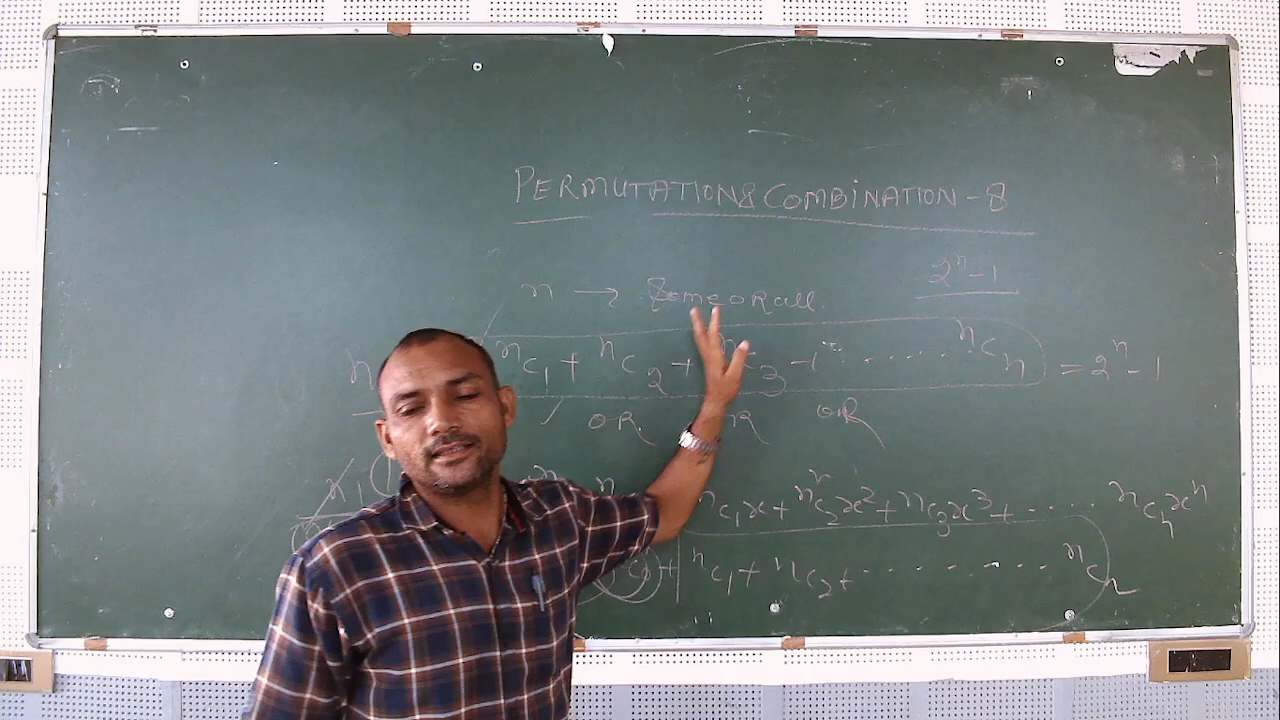 PERMUTATION & COMBINATION - 8
n → Some or all.
2ⁿ-1
ⁿC₁ + ⁿC₂ + ⁿC₃ + ........ ⁿCₙ = 2ⁿ-1
OR OR OR
ⁿC₁x + ⁿC₂x² + ⁿC₃x³ + ..... ⁿCₙxⁿ
+ ⁿC₁ + ⁿC₂ + ........ ⁿCₙ